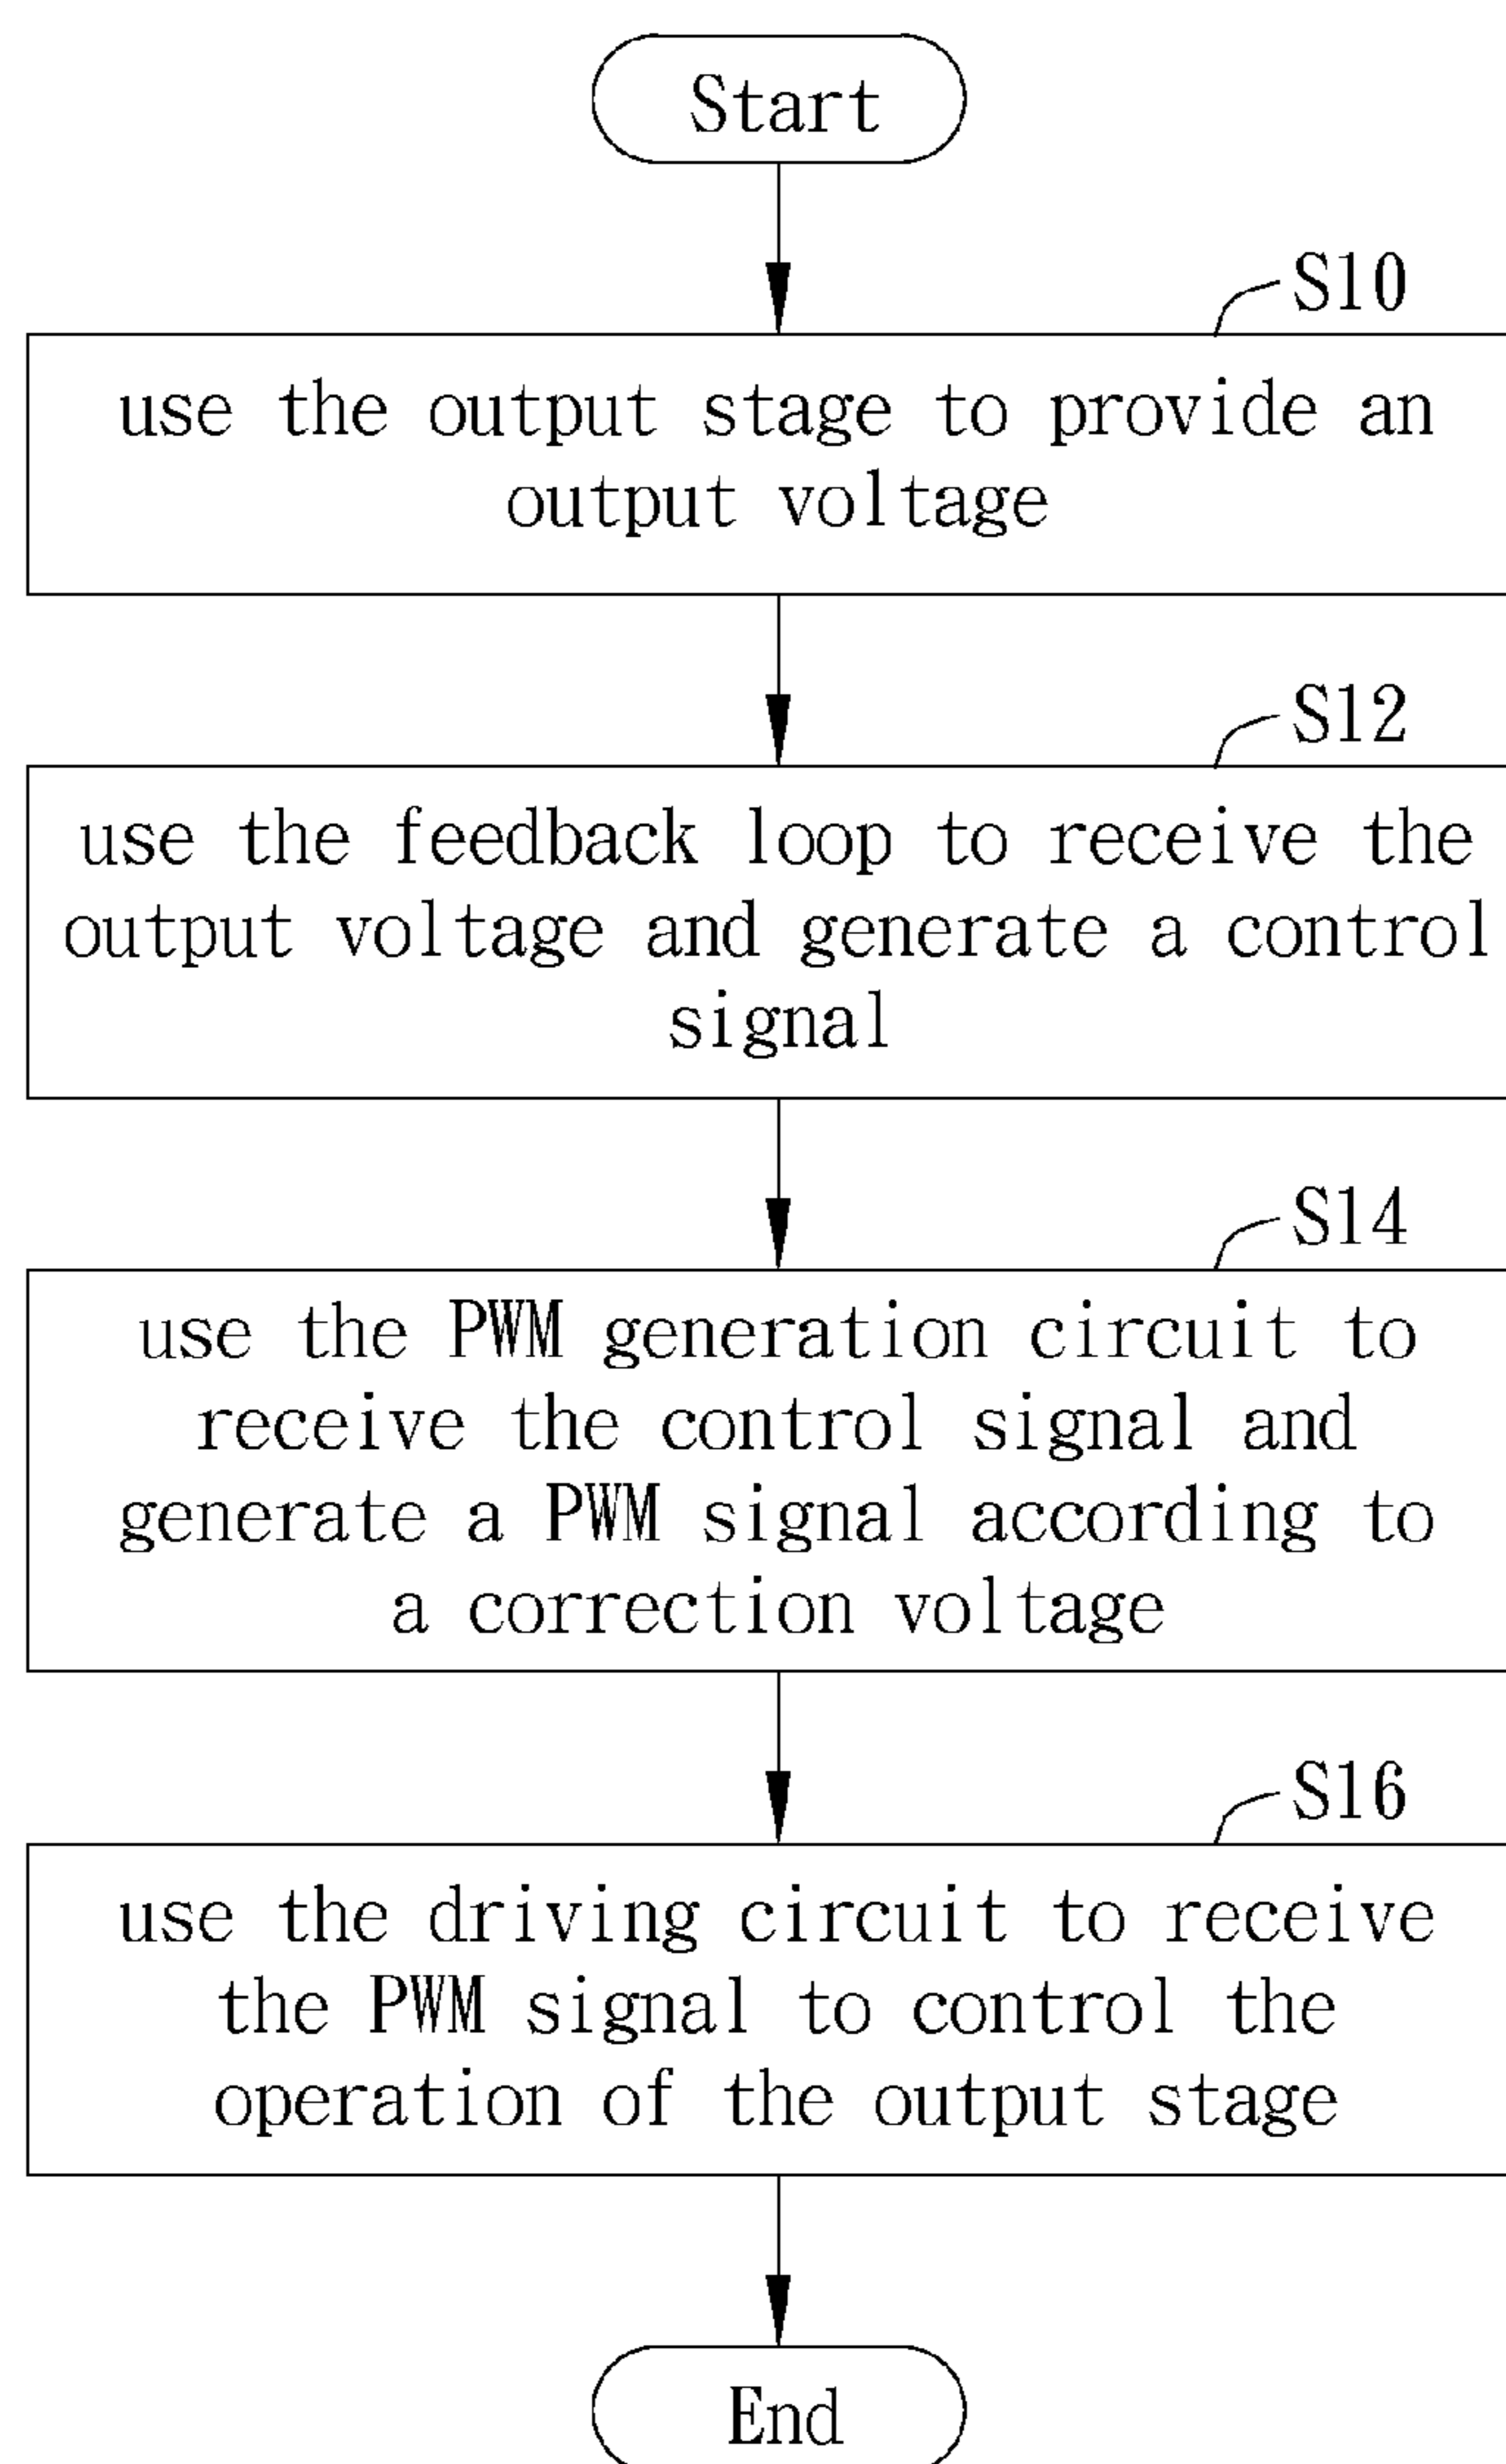 Start
S10
use the output stage to provide an
output voltage
S12
use the feedback loop to receive the
output voltage and generate a control
signal
S14
use the PWM generation circuit to
receive the control signal and
generate a PWM signal according to
a correction voltage
S16
use the driving circuit to receive
the PWM signal to control the
operation of the output stage
End